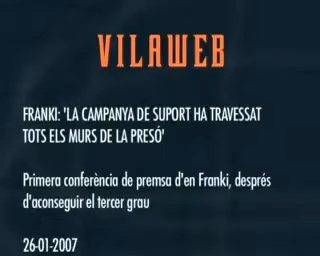 VILAWEB
FRANKI: 'LA CAMPANYA DE SUPORT HA TRAVESSAT
TOTS ELS MURS DE LA PRESÓ'
Primera conferència de premsa d'en Franki, després
d'aconseguir el tercer grau
26-01-2007